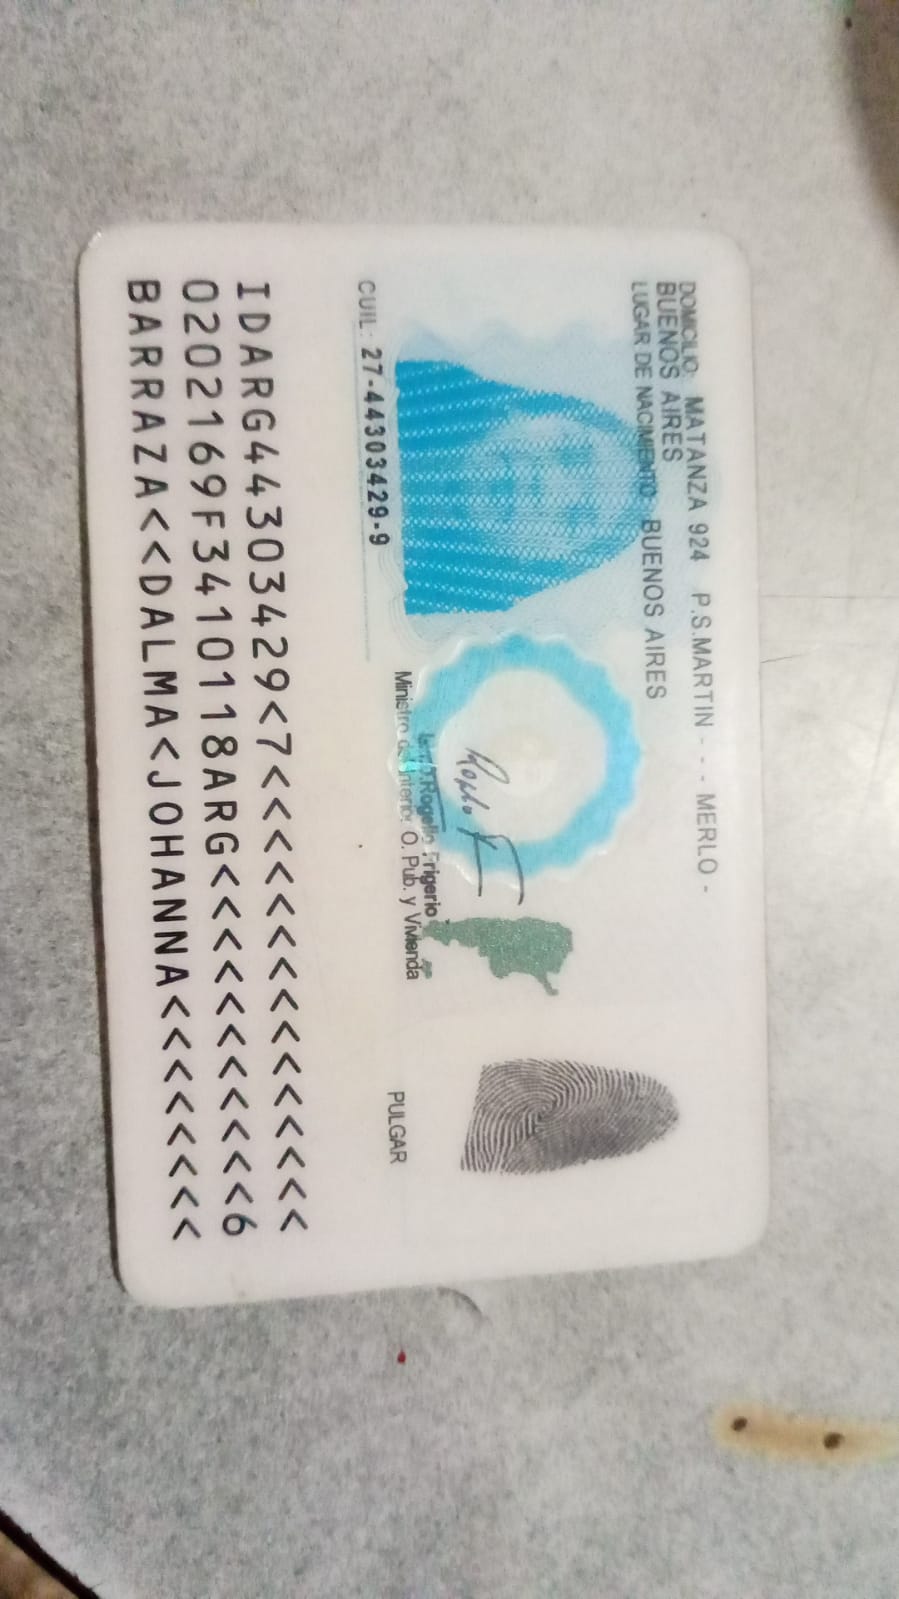 DOMICILIO: MATANZA 924 P.S.MARTIN - - - MERLO -
BUENOS AIRES
LUGAR DE NACIMIENTO: BUENOS AIRES
Rogelio Frigerio
Ministro del Interior, O. Pub. y Vivienda
PULGAR
CUIL: 27-44303429-9
IDARG44303429<7<<<<<<<<<<<<<<<
0202169F3410118ARG<<<<<<<<<<<6
BARRAZA<<DALMA<JOHANNA<<<<<<<<